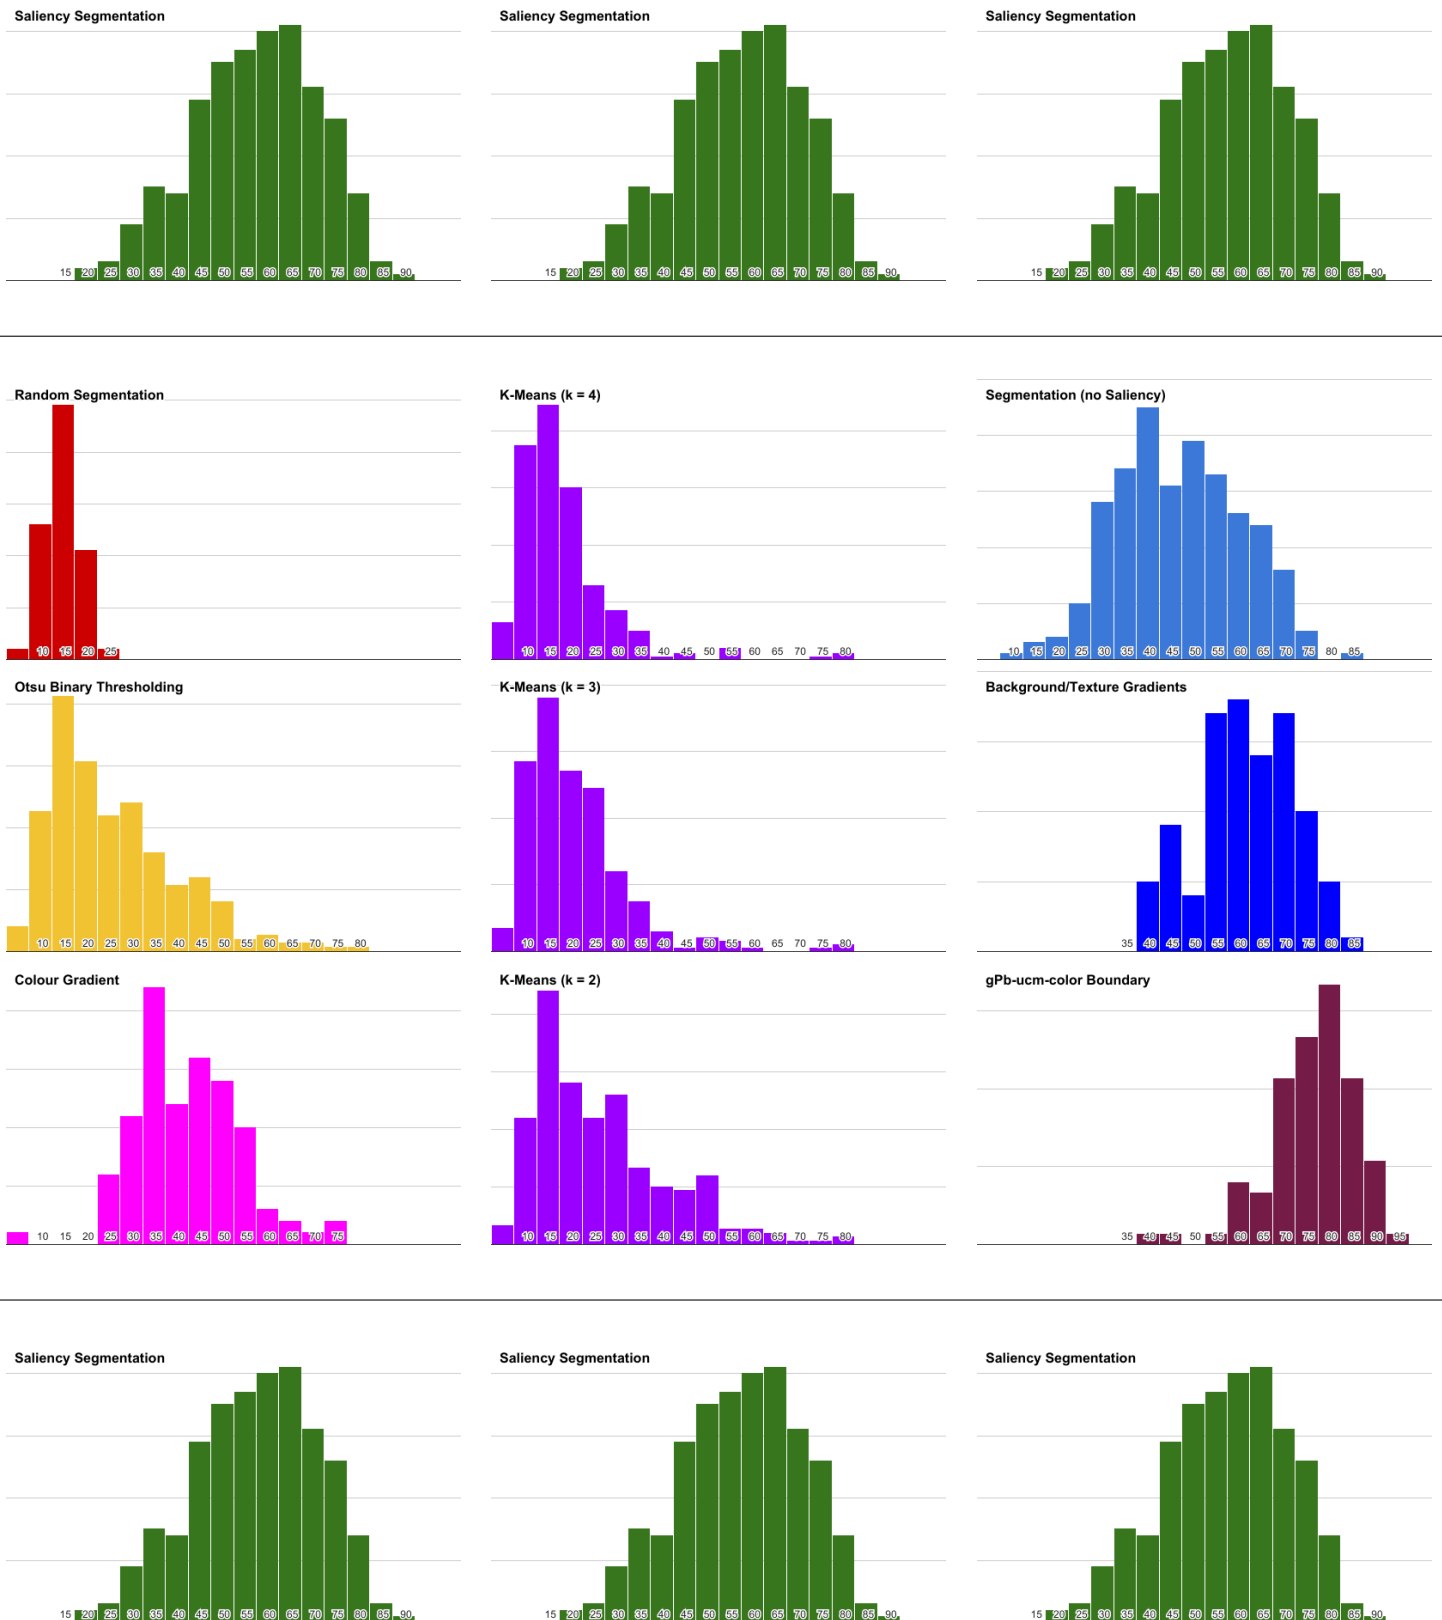 Saliency Segmentation Saliency Segmentation Saliency Segmentation
15 20 25 30 35 40 45 50 55 60 65 70 75 80 85 90 15 20 25 30 35 40 45 50 55 60 65 70 75 80 85 90 15 20 25 30 35 40 45 50 55 60 65 70 75 80 85 90
Random Segmentation K-Means (k = 4) Segmentation (no Saliency)
10 15 20 25 10 15 20 25 30 35 40 45 50 55 60 65 70 75 80 10 15 20 25 30 35 40 45 50 55 60 65 70 75 80 85
Otsu Binary Thresholding K-Means (k = 3) Background/Texture Gradients
10 15 20 25 30 35 40 45 50 55 60 65 70 75 80 10 15 20 25 30 35 40 45 50 55 60 65 70 75 80 35 40 45 50 55 60 65 70 75 80 85
Colour Gradient K-Means (k = 2) gPb-ucm-color Boundary
10 15 20 25 30 35 40 45 50 55 60 65 70 75 10 15 20 25 30 35 40 45 50 55 60 65 70 75 80 35 40 45 50 55 60 65 70 75 80 85 90 95
Saliency Segmentation Saliency Segmentation Saliency Segmentation
15 20 25 30 35 40 45 50 55 60 65 70 75 80 85 90 15 20 25 30 35 40 45 50 55 60 65 70 75 80 85 90 15 20 25 30 35 40 45 50 55 60 65 70 75 80 85 90